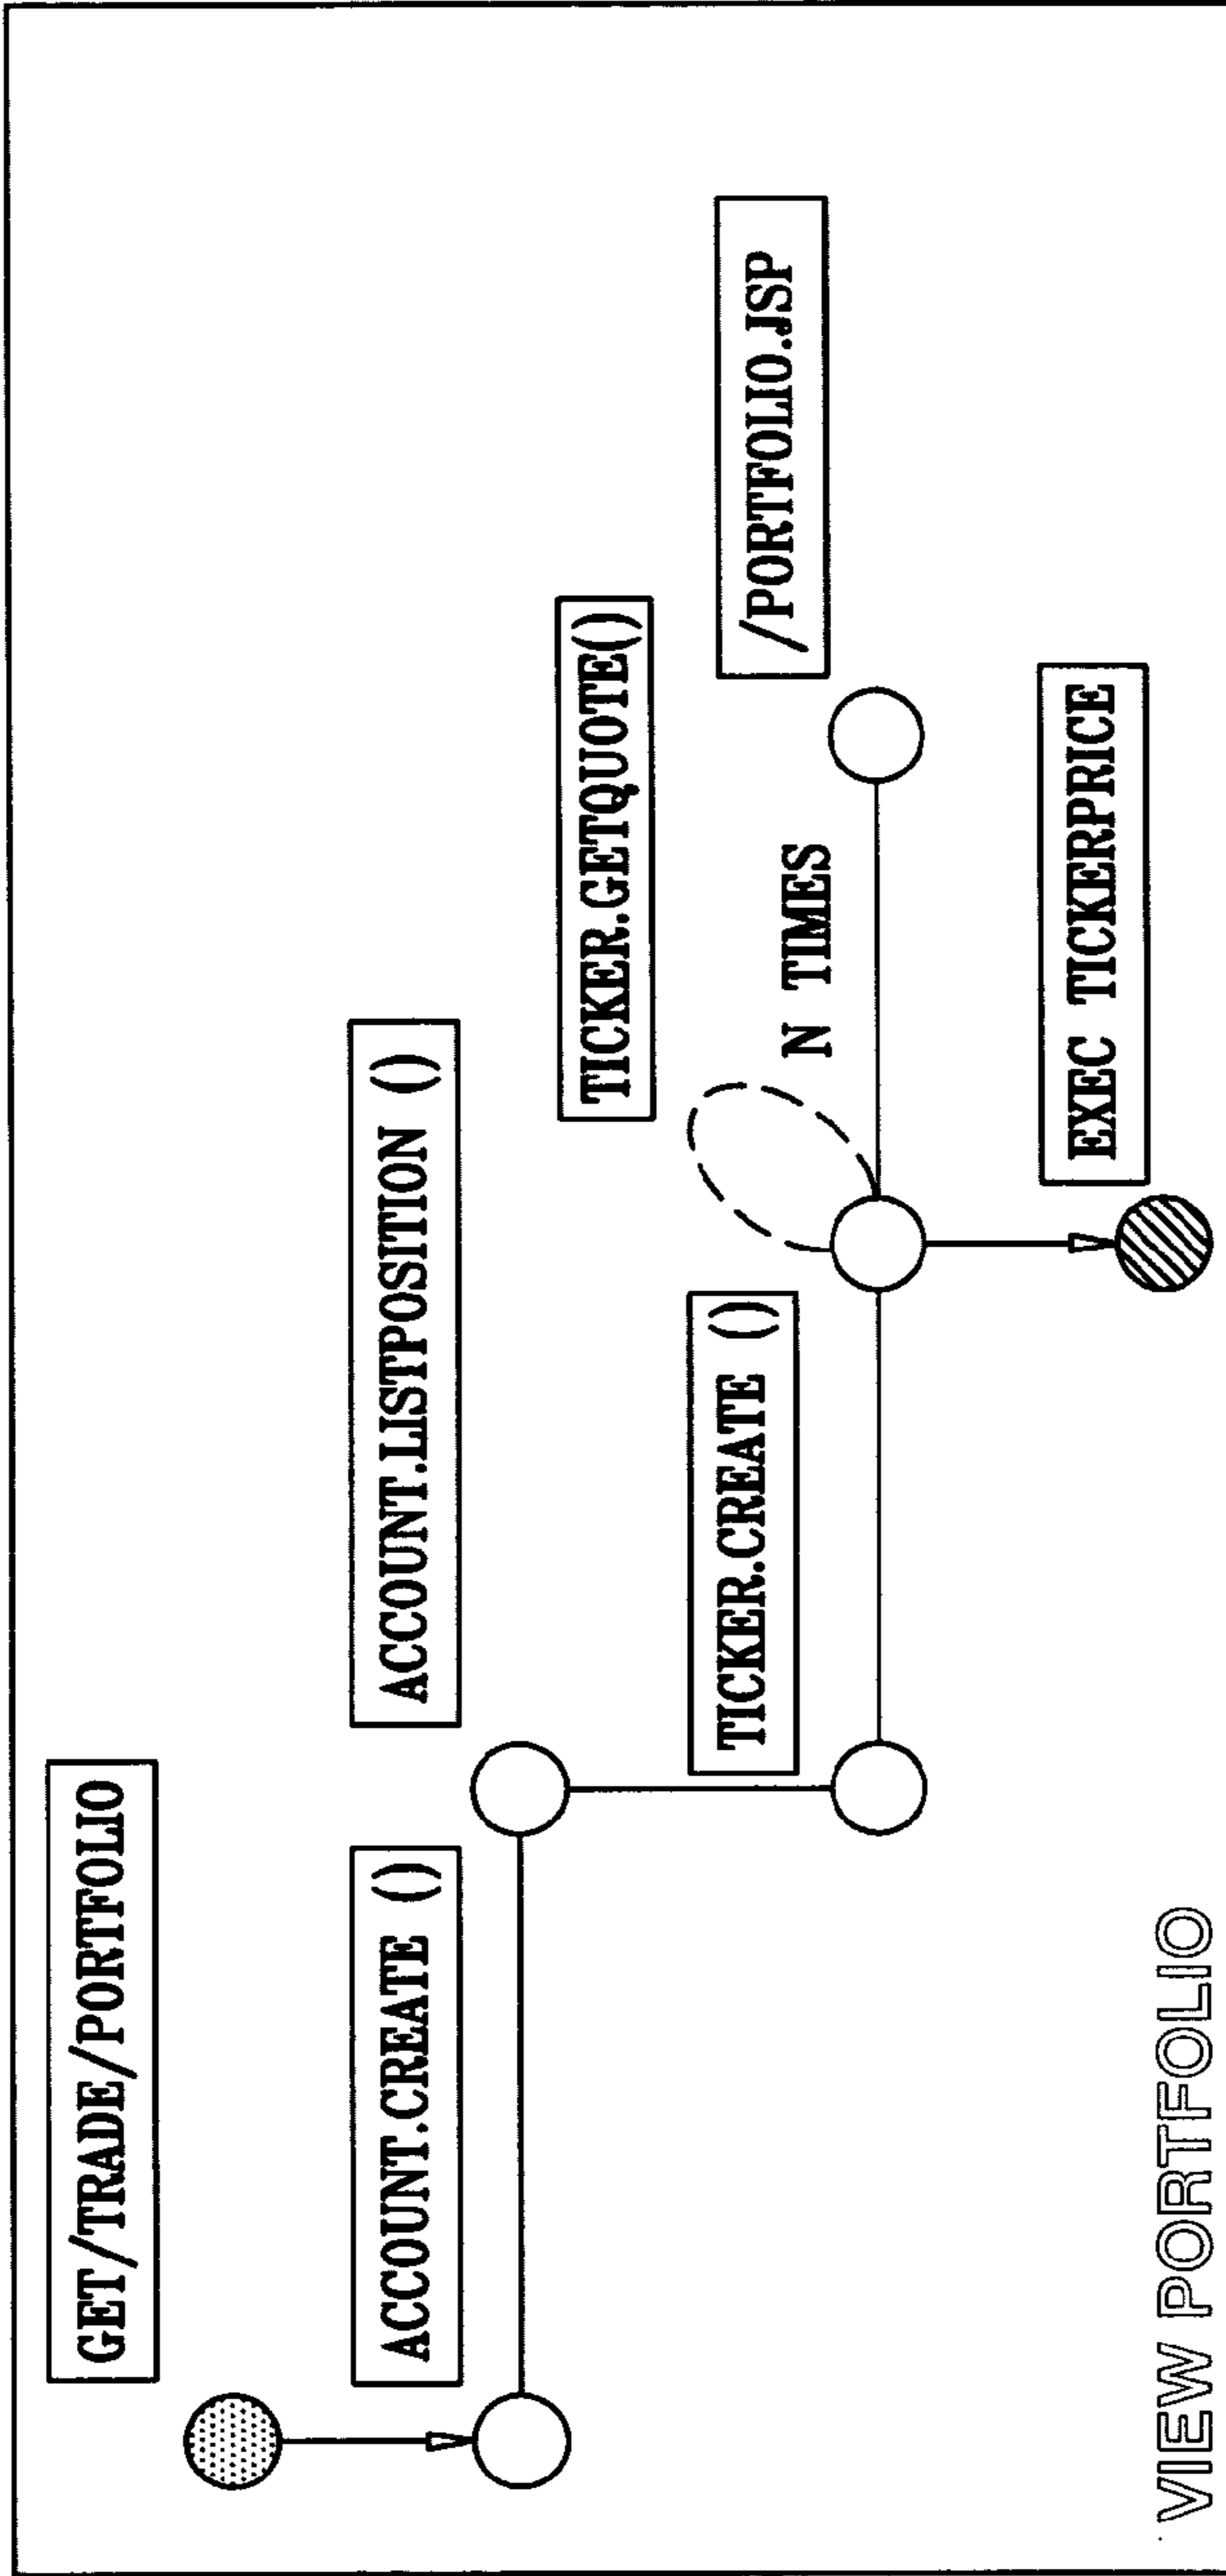 GET/TRADE/PORTFOLIO
ACCOUNT.CREATE ()
ACCOUNT.LISTPOSITION ()
TICKER.GETQUOTE()
TICKER.CREATE ()
/PORTFOLIO.JSP
N TIMES
EXEC TICKERPRICE
VIEW PORTFOLIO